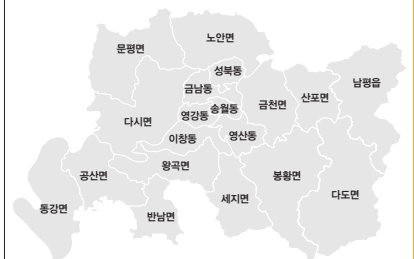 노안면
문평면
성북동
남평읍
금남동
산포면
금천면
송월동
영강동
다시면
영산동
이창동
왕곡면
공산면
봉황면
다도면
세지면
동강면
반남면